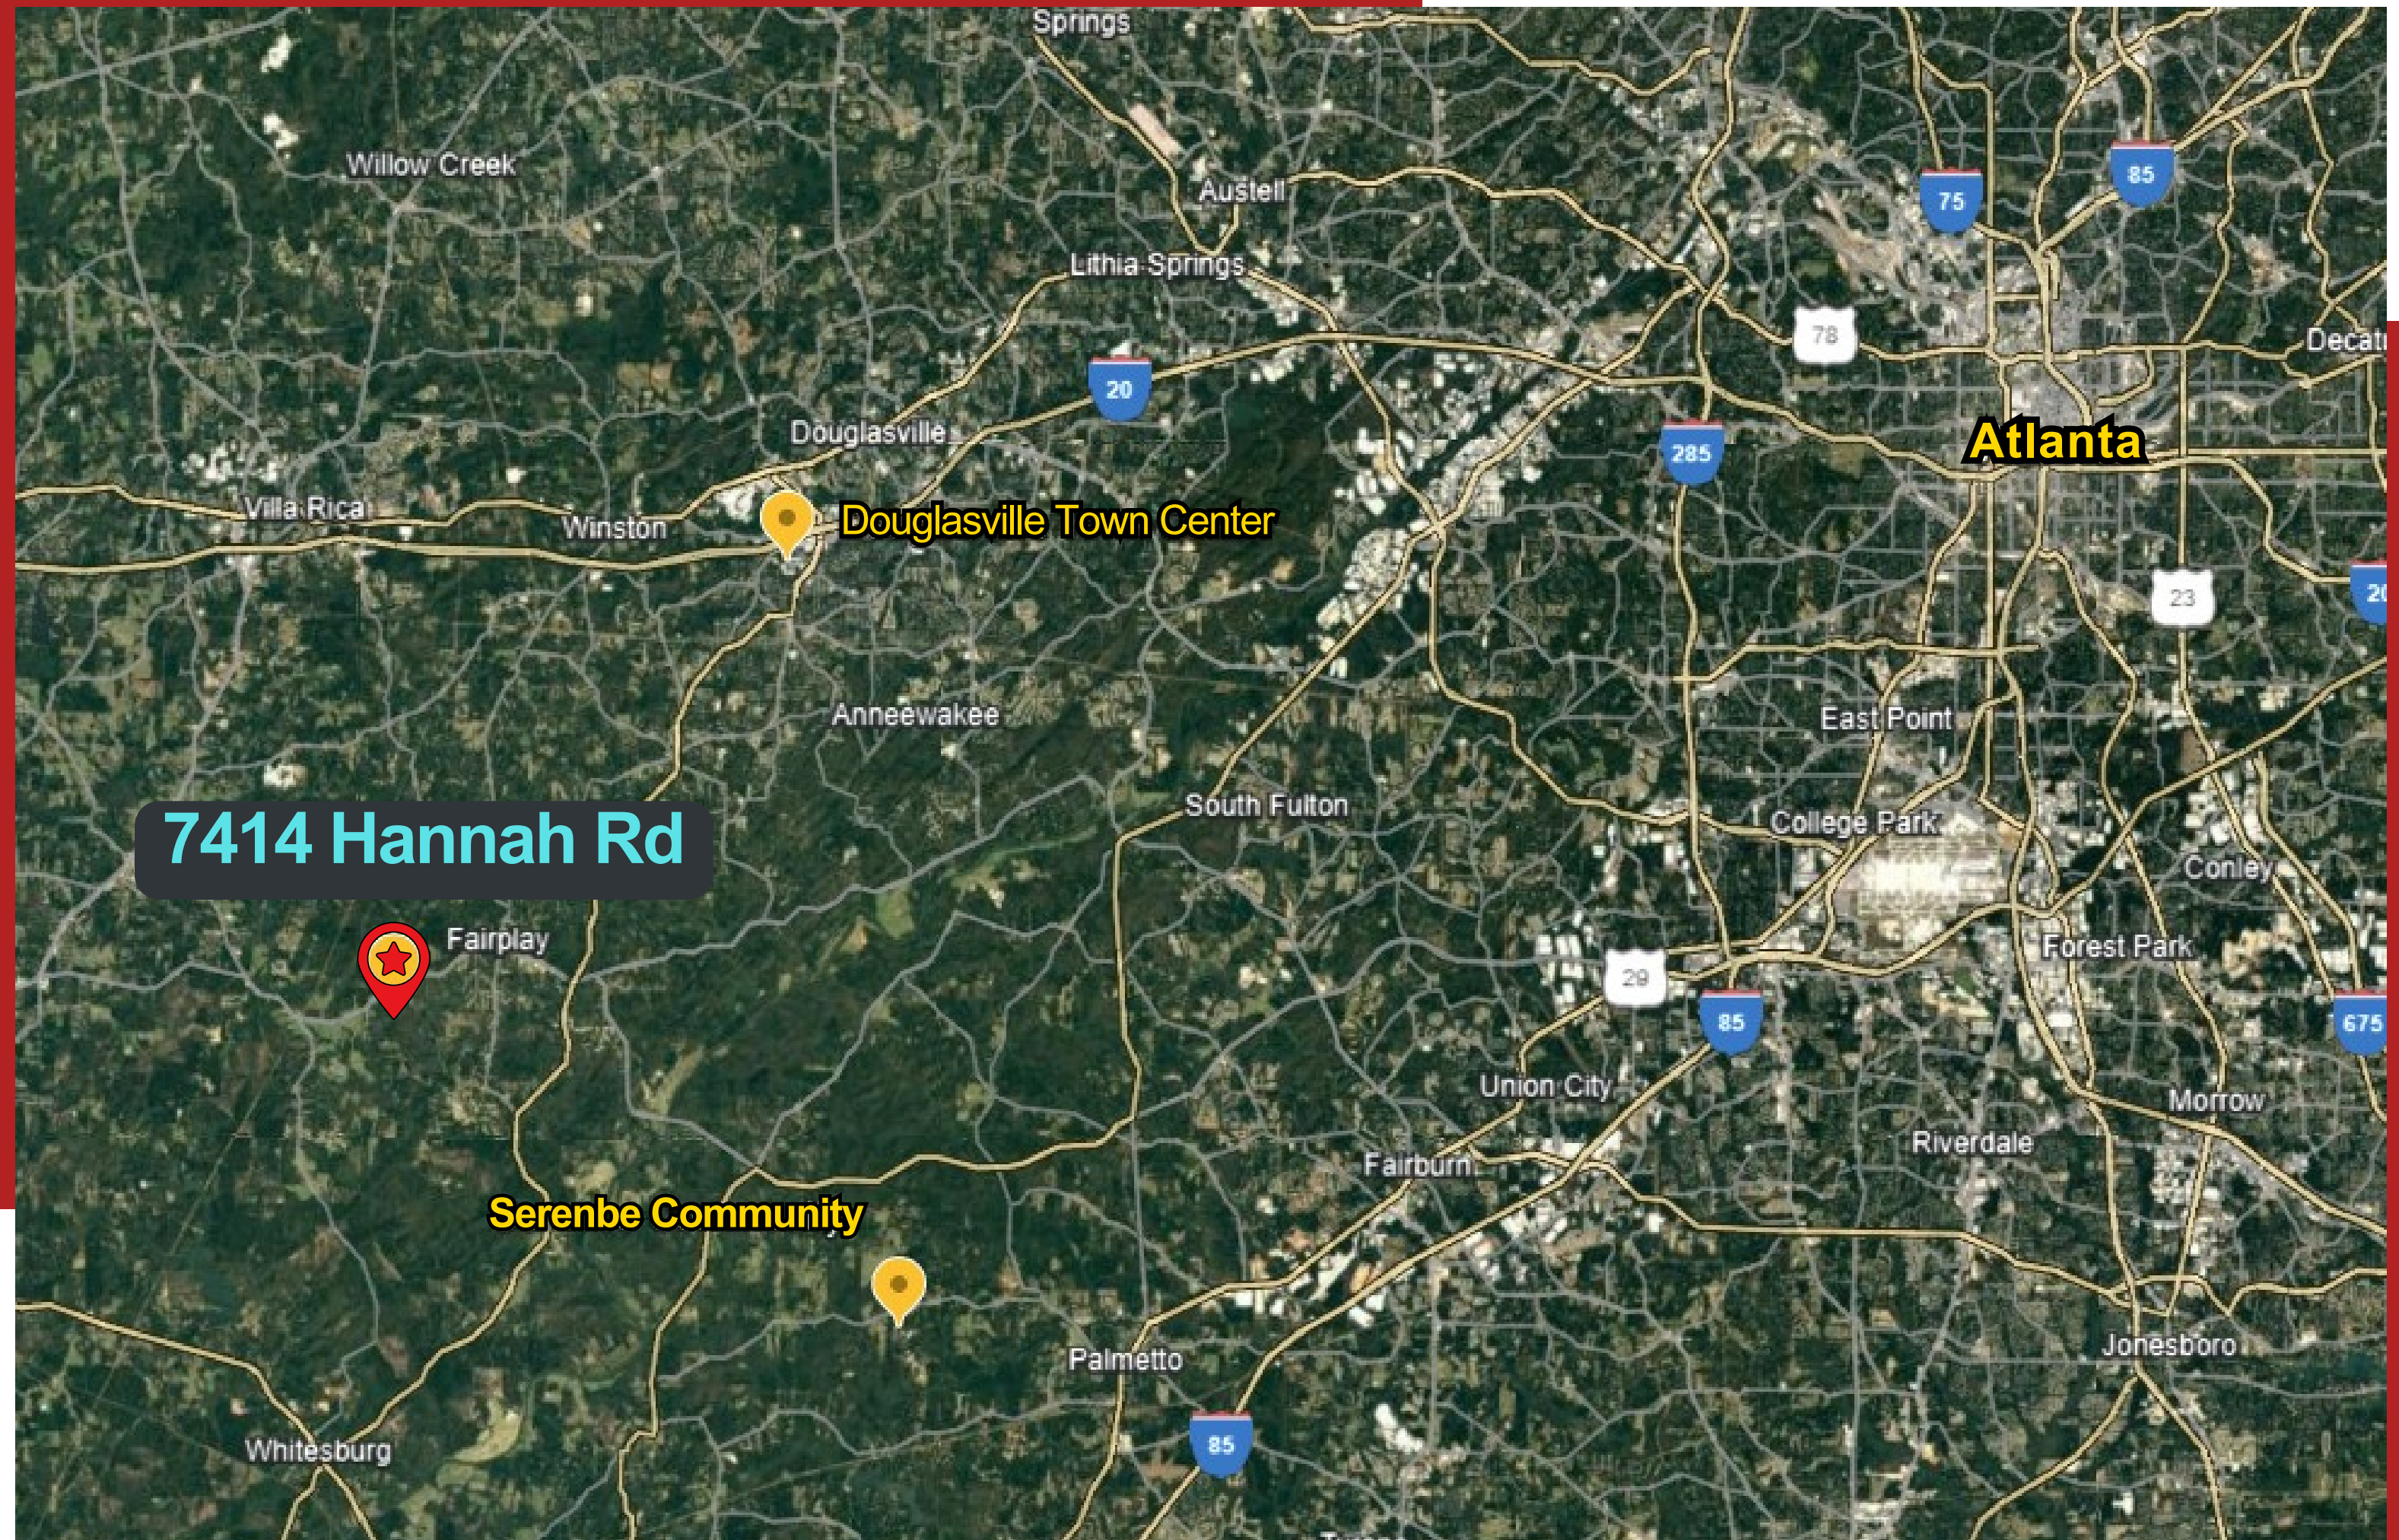 Springs
Willow Creek
Austell
85
75
Lithia Springs
78
Decat
20
Douglasville
Atlanta
285
Villa Rica
Winston
Douglasville Town Center
20
23
Anneewakee
East Point
South Fulton
College Park
7414 Hannah Rd
Conley
Fairplay
Forest Park
29
85
675
Union City
Morrow
Riverdale
Fairburn
Serenbe Community
Jonesboro
Palmetto
85
Whitesburg